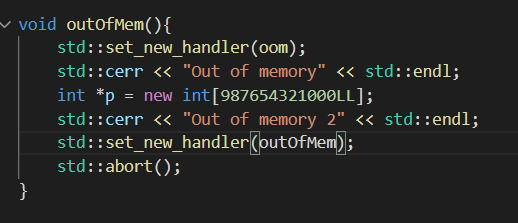 void outOfMem(){
std::set_new_handler(oom);
std::cerr << "Out of memory" << std::endl;
int *p = new int[987654321000LL];
std::cerr << "Out of memory 2" << std::endl;
std::set_new_handler(outOfMem);
std::abort();
}